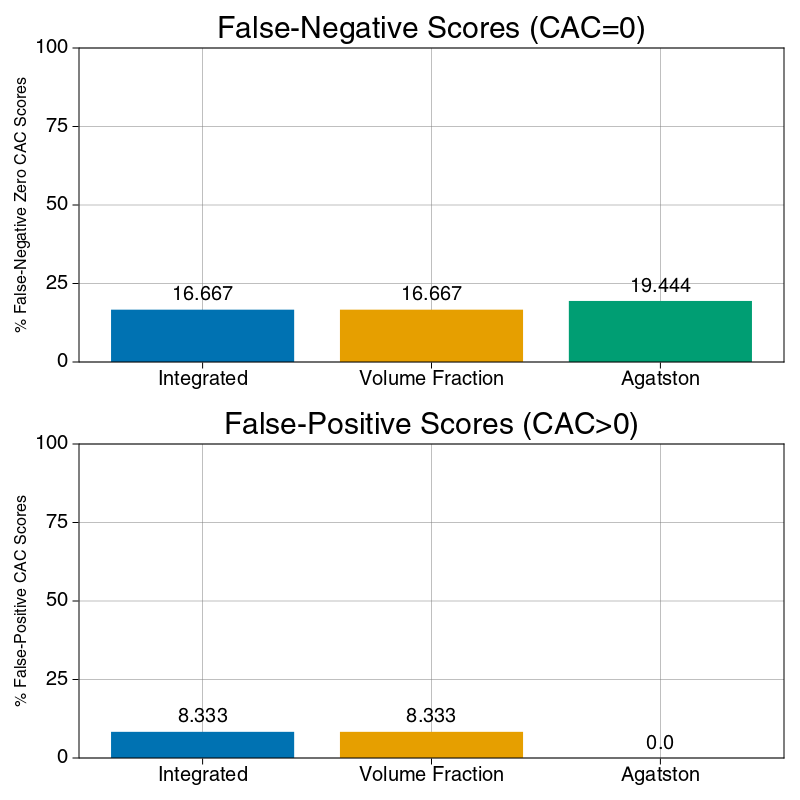 False-Negative Scores (CAC=0)
% False-Negative Zero CAC Scores
100
75
50
25
0
16.667
16.667
19.444
Integrated
Volume Fraction
Agatston
False-Positive Scores (CAC>0)
% False-Positive CAC Scores
100
75
50
25
0
8.333
8.333
0.0
Integrated
Volume Fraction
Agatston